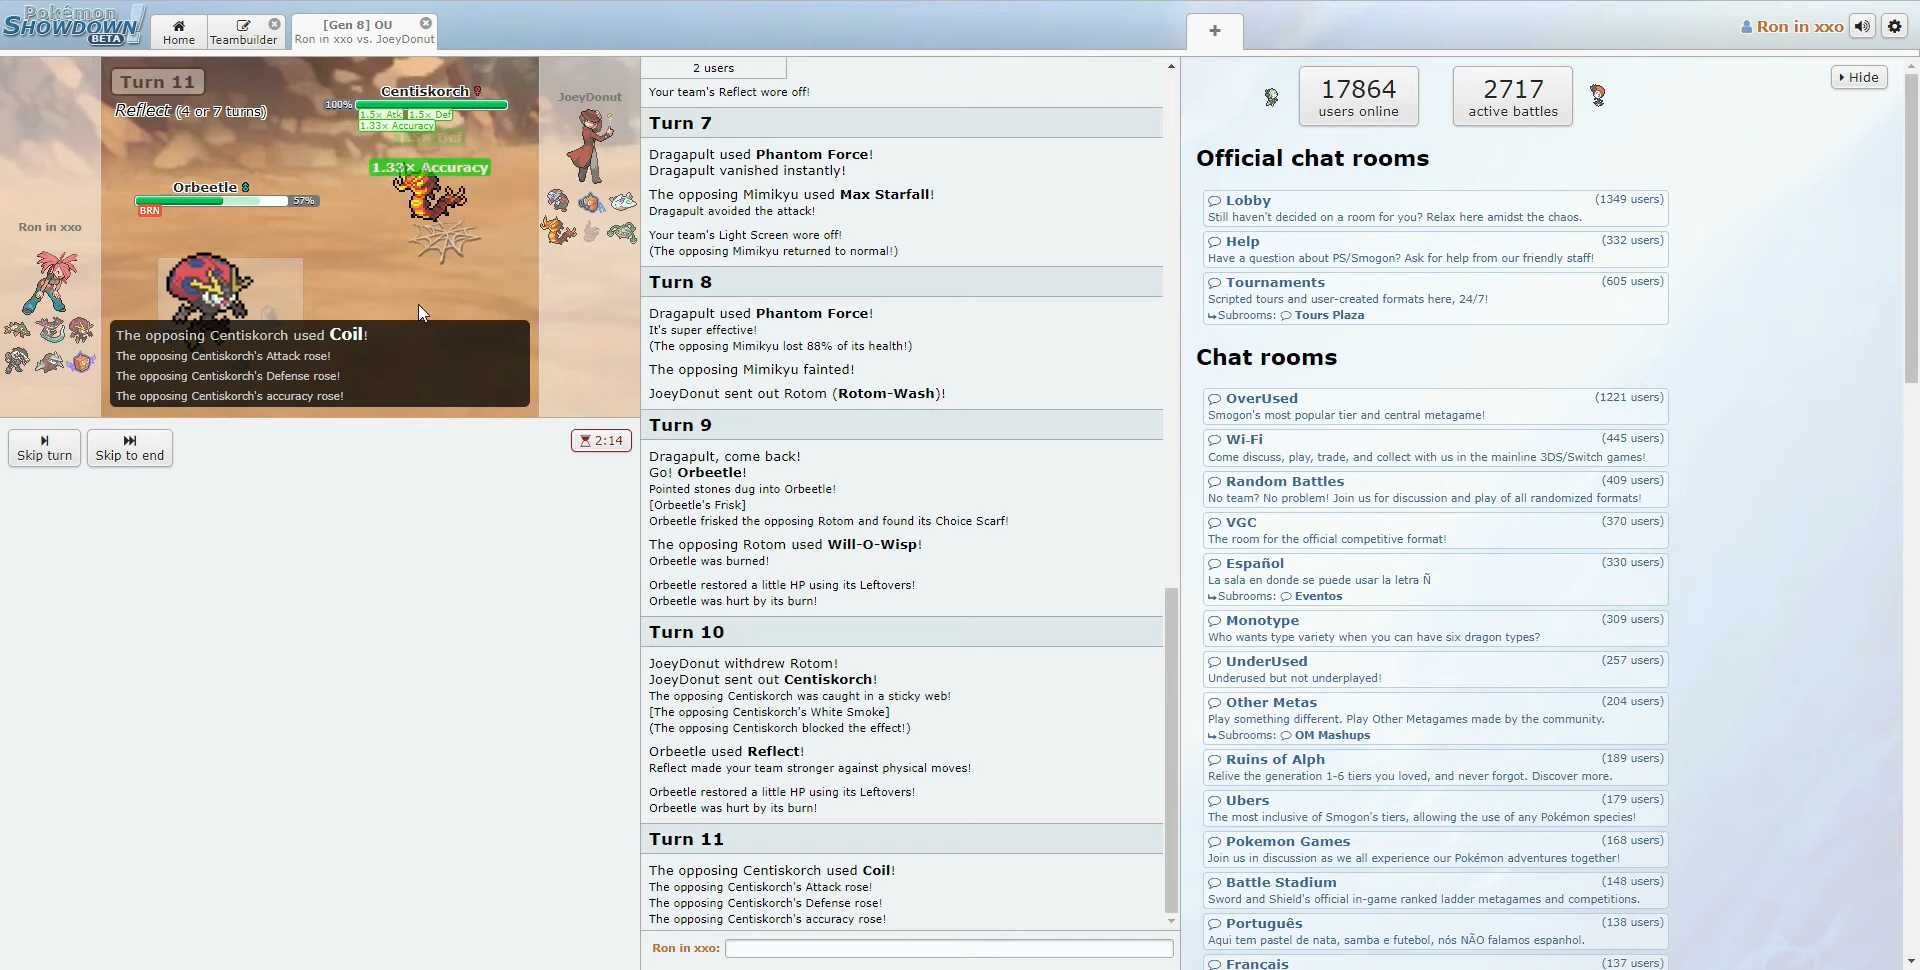 Pokémon
SHOWDOWN!
BETA
Home
Teambuilder
[Gen 8] OU
Ron in xxo vs. JoeyDonut
+
Ron in xxo
Turn 11
Reflect (4 or 7 turns)
Centiskorch
100%
1.5× Atk 1.5× Def
1.33× Accuracy
1.5× Def
1.33× Accuracy
Orbeetle
57%
BRN
JoeyDonut
Ron in xxo
The opposing Centiskorch used Coil!
The opposing Centiskorch's Attack rose!
The opposing Centiskorch's Defense rose!
The opposing Centiskorch's accuracy rose!
Skip turn
Skip to end
2:14
2 users
Your team's Reflect wore off!
Turn 7
Dragapult used Phantom Force!
Dragapult vanished instantly!
The opposing Mimikyu used Max Starfall!
Dragapult avoided the attack!
Your team's Light Screen wore off!
(The opposing Mimikyu returned to normal!)
Turn 8
Dragapult used Phantom Force!
It's super effective!
(The opposing Mimikyu lost 88% of its health!)
The opposing Mimikyu fainted!
JoeyDonut sent out Rotom (Rotom-Wash)!
Turn 9
Dragapult, come back!
Go! Orbeetle!
Pointed stones dug into Orbeetle!
[Orbeetle's Frisk]
Orbeetle frisked the opposing Rotom and found its Choice Scarf!
The opposing Rotom used Will-O-Wisp!
Orbeetle was burned!
Orbeetle restored a little HP using its Leftovers!
Orbeetle was hurt by its burn!
Turn 10
JoeyDonut withdrew Rotom!
JoeyDonut sent out Centiskorch!
The opposing Centiskorch was caught in a sticky web!
[The opposing Centiskorch's White Smoke]
(The opposing Centiskorch blocked the effect!)
Orbeetle used Reflect!
Reflect made your team stronger against physical moves!
Orbeetle restored a little HP using its Leftovers!
Orbeetle was hurt by its burn!
Turn 11
The opposing Centiskorch used Coil!
The opposing Centiskorch's Attack rose!
The opposing Centiskorch's Defense rose!
The opposing Centiskorch's accuracy rose!
Ron in xxo:
Hide
17864
users online
2717
active battles
Official chat rooms
Lobby (1349 users)
Still haven't decided on a room for you? Relax here amidst the chaos.
Help (332 users)
Have a question about PS/Smogon? Ask for help from our friendly staff!
Tournaments (605 users)
Scripted tours and user-created formats here, 24/7!
↳Subrooms: Tours Plaza
Chat rooms
OverUsed (1221 users)
Smogon's most popular tier and central metagame!
Wi-Fi (445 users)
Come discuss, play, trade, and collect with us in the mainline 3DS/Switch games!
Random Battles (409 users)
No team? No problem! Join us for discussion and play of all randomized formats!
VGC (370 users)
The room for the official competitive format!
Español (330 users)
La sala en donde se puede usar la letra Ñ
↳Subrooms: Eventos
Monotype (309 users)
Who wants type variety when you can have six dragon types?
UnderUsed (257 users)
Underused but not underplayed!
Other Metas (204 users)
Play something different. Play Other Metagames made by the community.
↳Subrooms: OM Mashups
Ruins of Alph (189 users)
Relive the generation 1-6 tiers you loved, and never forgot. Discover more.
Ubers (179 users)
The most inclusive of Smogon's tiers, allowing the use of any Pokémon species!
Pokemon Games (168 users)
Join us in discussion as we all experience our Pokémon adventures together!
Battle Stadium (148 users)
Sword and Shield's official in-game ranked ladder metagames and competitions.
Português (138 users)
Aqui tem pastel de nata, samba e futebol, nós NÃO falamos espanhol.
Français (137 users)